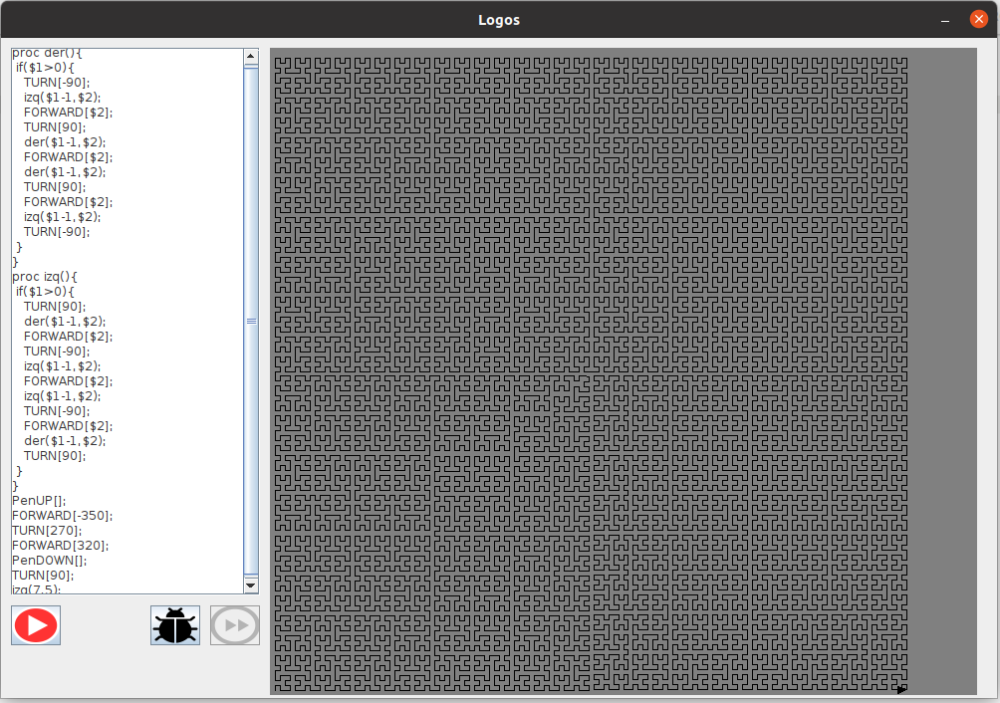 Logos
proc der(){
if($1>0){
TURN[-90];
izq($1-1,$2);
FORWARD[$2];
TURN[90];
der($1-1,$2);
FORWARD[$2];
der($1-1,$2);
TURN[90];
FORWARD[$2];
izq($1-1,$2);
TURN[-90];
}
}
proc izq(){
if($1>0){
TURN[90];
der($1-1,$2);
FORWARD[$2];
TURN[-90];
izq($1-1,$2);
FORWARD[$2];
izq($1-1,$2);
TURN[-90];
FORWARD[$2];
der($1-1,$2);
TURN[90];
}
}
PenUP[];
FORWARD[-350];
TURN[270];
FORWARD[320];
PenDOWN[];
TURN[90];
izq(7,5);